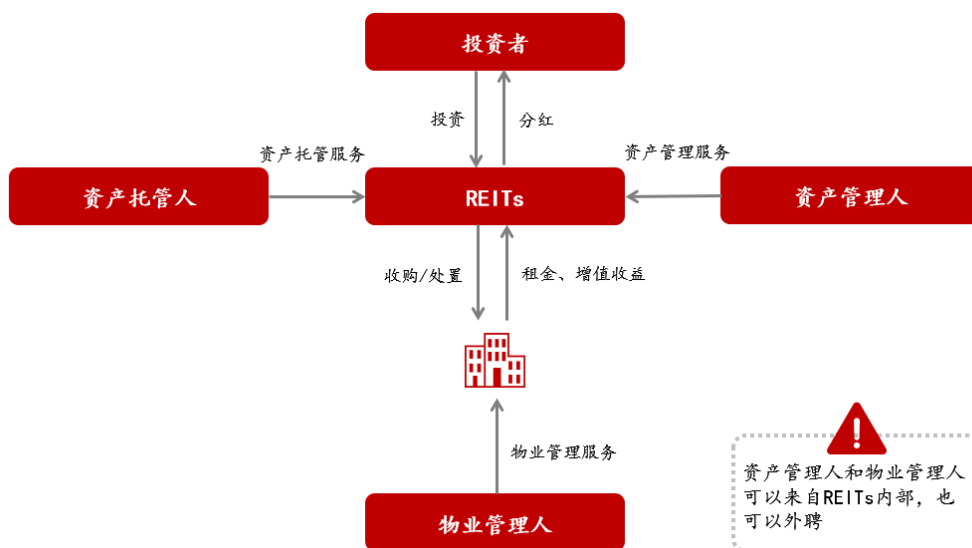 投资者
投资
分红
资产托管服务
资产管理服务
资产托管人
REITs
资产管理人
收购/处置
租金、增值收益
物业管理服务
物业管理人
!
资产管理人和物业管理人
可以来自REITs内部，也
可以外聘